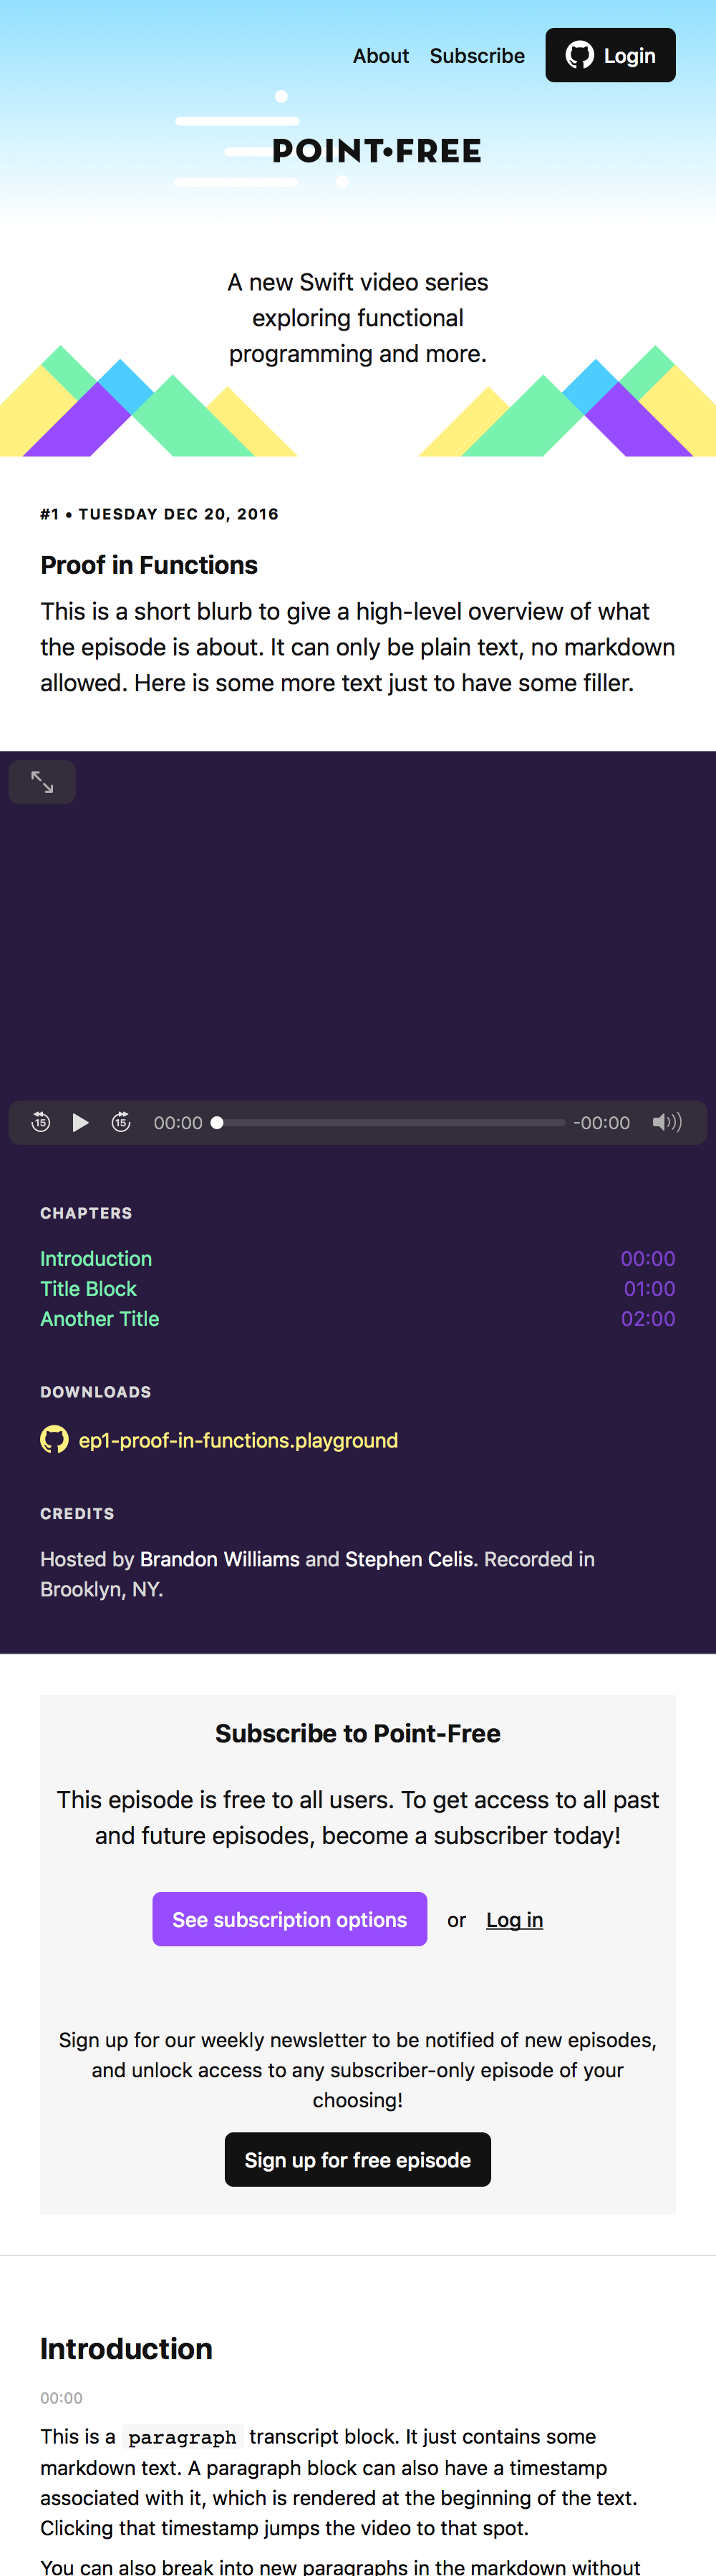 About Subscribe Login
POINT•FREE
A new Swift video series
exploring functional
programming and more.
#1 • TUESDAY DEC 20, 2016
Proof in Functions
This is a short blurb to give a high-level overview of what
the episode is about. It can only be plain text, no markdown
allowed. Here is some more text just to have some filler.
15 15 00:00 -00:00
CHAPTERS
Introduction 00:00
Title Block 01:00
Another Title 02:00
DOWNLOADS
ep1-proof-in-functions.playground
CREDITS
Hosted by Brandon Williams and Stephen Celis. Recorded in
Brooklyn, NY.
Subscribe to Point-Free
This episode is free to all users. To get access to all past
and future episodes, become a subscriber today!
See subscription options or Log in
Sign up for our weekly newsletter to be notified of new episodes,
and unlock access to any subscriber-only episode of your
choosing!
Sign up for free episode
Introduction
00:00
This is a paragraph transcript block. It just contains some
markdown text. A paragraph block can also have a timestamp
associated with it, which is rendered at the beginning of the text.
Clicking that timestamp jumps the video to that spot.
You can also break into new paragraphs in the markdown without